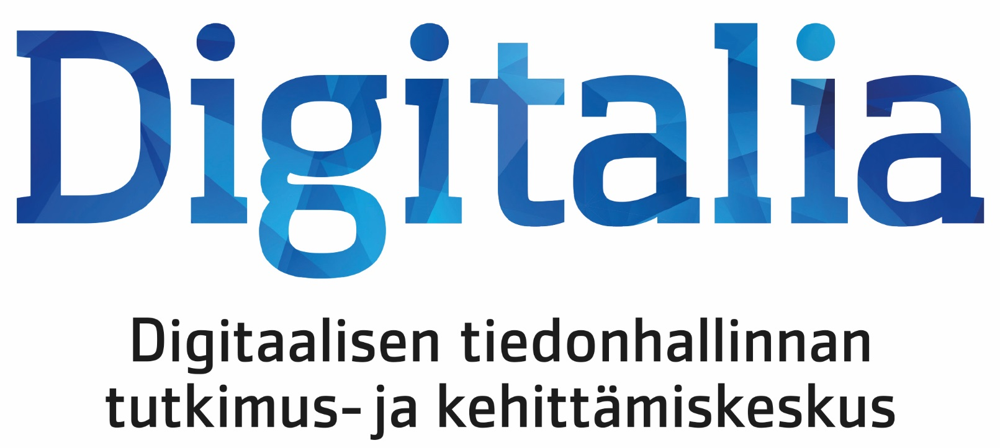 Digitalia
Digitaalisen tiedonhallinnan
tutkimus- ja kehittämiskeskus